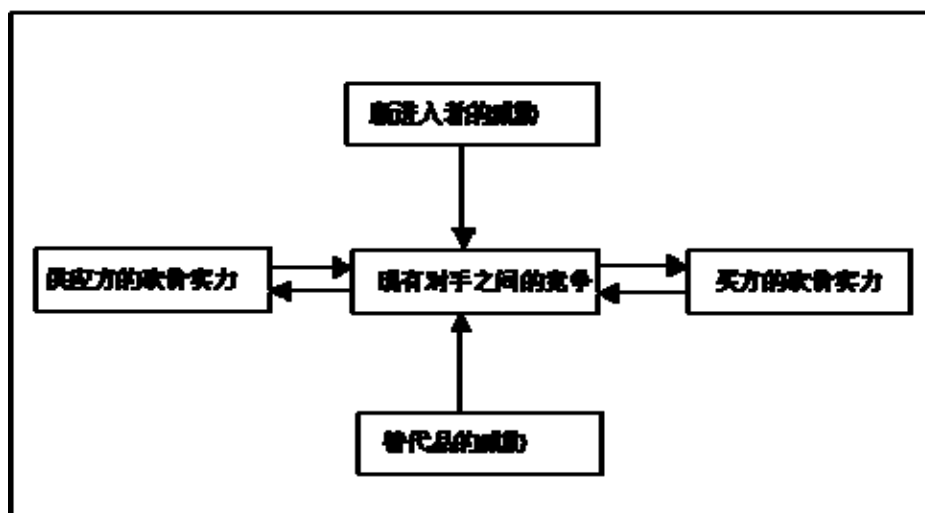 新进入者的威胁
供应方的砍价实力
现有对手之间的竞争
买方的砍价实力
替代品的威胁